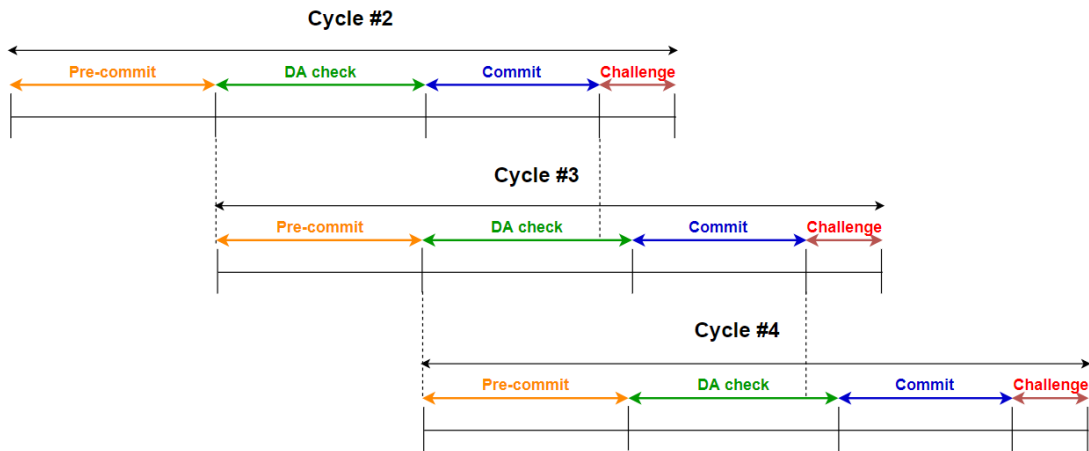 Cycle #2
Pre-commit DA check Commit Challenge
Cycle #3
Pre-commit DA check Commit Challenge
Cycle #4
Pre-commit DA check Commit Challenge